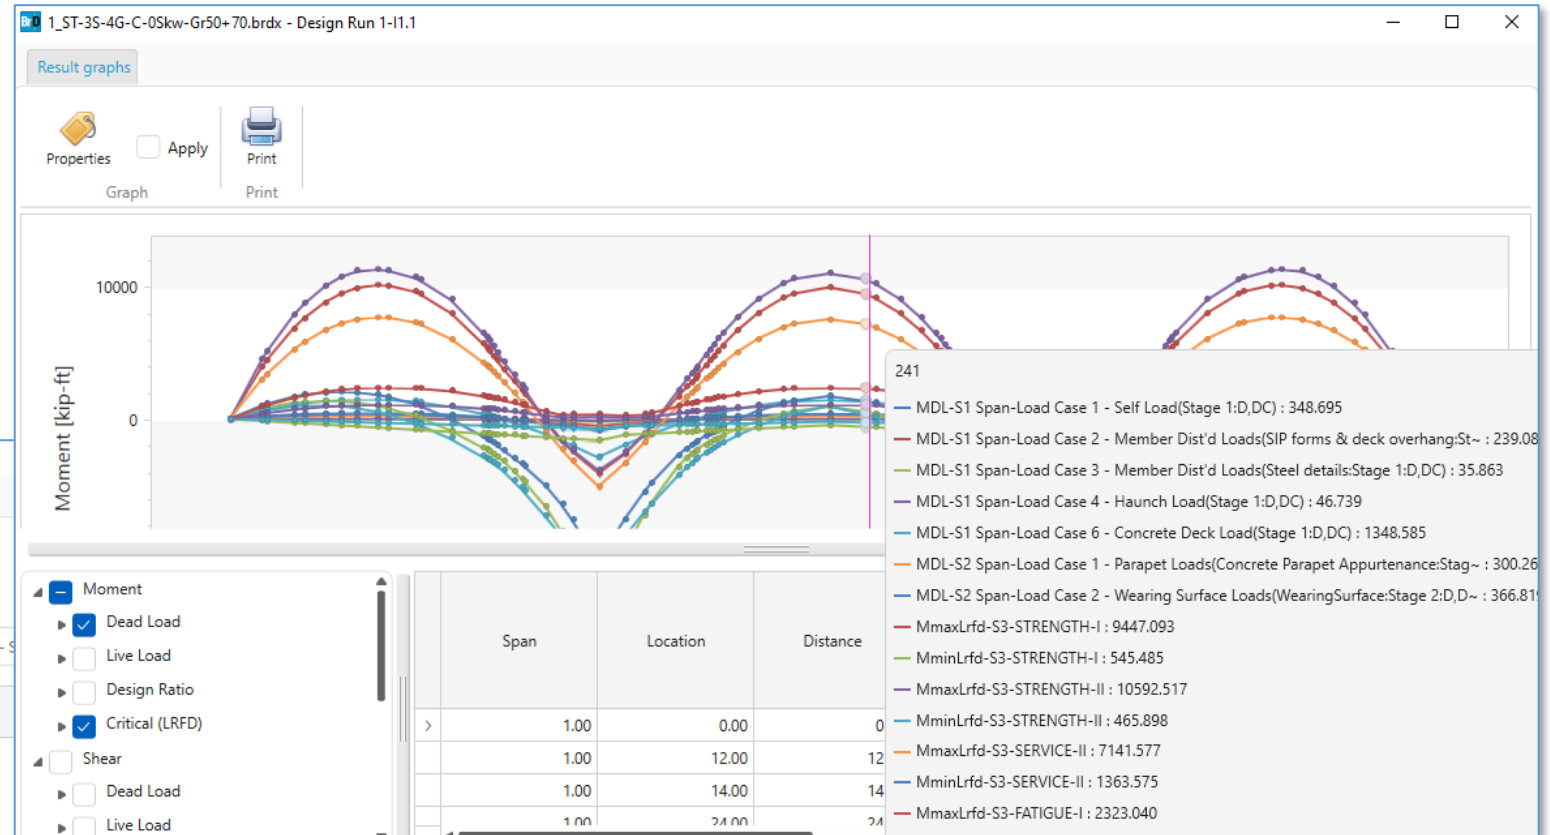 BrD 1_ST-3S-4G-C-0Skw-Gr50+70.brdx - Design Run 1-I1.1
Result graphs
Properties
Apply
Print
Graph
Print
Moment [kip-ft]
10000
0
241
MDL-S1 Span-Load Case 1 - Self Load(Stage 1:D,DC) : 348.695
MDL-S1 Span-Load Case 2 - Member Dist'd Loads(SIP forms & deck overhang:St~ : 239.08
MDL-S1 Span-Load Case 3 - Member Dist'd Loads(Steel details:Stage 1:D,DC) : 35.863
MDL-S1 Span-Load Case 4 - Haunch Load(Stage 1:D,DC) : 46.739
MDL-S1 Span-Load Case 6 - Concrete Deck Load(Stage 1:D,DC) : 1348.585
MDL-S2 Span-Load Case 1 - Parapet Loads(Concrete Parapet Appurtenance:Stag~ : 300.26
MDL-S2 Span-Load Case 2 - Wearing Surface Loads(WearingSurface:Stage 2:D,D~ : 366.819
MmaxLrfd-S3-STRENGTH-I : 9447.093
MminLrfd-S3-STRENGTH-I : 545.485
MmaxLrfd-S3-STRENGTH-II : 10592.517
MminLrfd-S3-STRENGTH-II : 465.898
MmaxLrfd-S3-SERVICE-II : 7141.577
MminLrfd-S3-SERVICE-II : 1363.575
MmaxLrfd-S3-FATIGUE-I : 2323.040
Moment
Dead Load
Live Load
Design Ratio
Critical (LRFD)
Shear
Dead Load
Live Load
Span Location Distance
1.00 0.00 0
1.00 12.00 12
1.00 14.00 14
1.00 24.00 24